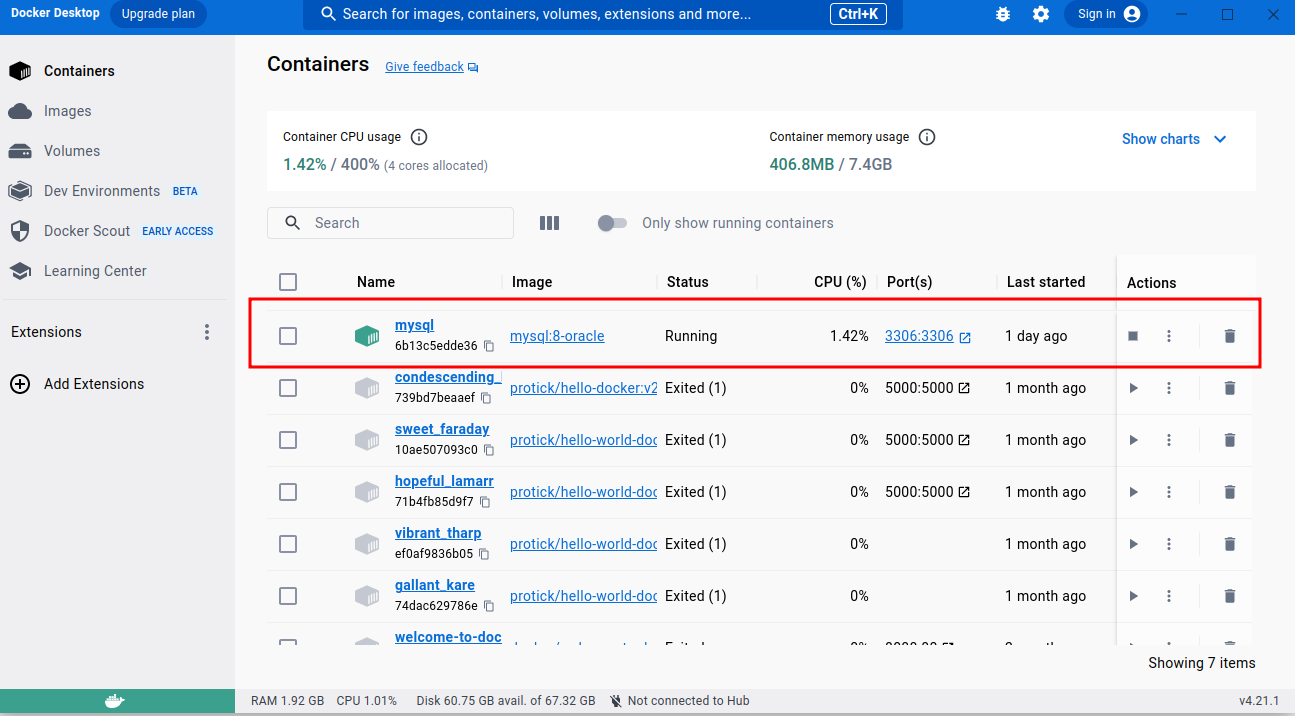 Docker Desktop Upgrade plan Search for images, containers, volumes, extensions and more... Ctrl+K Sign in
Containers
Images
Volumes
Dev Environments BETA
Docker Scout EARLY ACCESS
Learning Center
Extensions
Add Extensions
Containers Give feedback
Container CPU usage Container memory usage Show charts
1.42% / 400% (4 cores allocated) 406.8MB / 7.4GB
Search Only show running containers
Name Image Status CPU (%) Port(s) Last started Actions
mysql
6b13c5edde36 mysql:8-oracle Running 1.42% 3306:3306 1 day ago
condescending_
739bd7beaaef protick/hello-docker:v2 Exited (1) 0% 5000:5000 1 month ago
sweet_faraday
10ae507093c0 protick/hello-world-doc Exited (1) 0% 5000:5000 1 month ago
hopeful_lamarr
71b4fb85d9f7 protick/hello-world-doc Exited (1) 0% 5000:5000 1 month ago
vibrant_tharp
ef0af9836b05 protick/hello-world-doc Exited (1) 0% 1 month ago
gallant_kare
74dac629786e protick/hello-world-doc Exited (1) 0% 1 month ago
welcome-to-doc
Showing 7 items
RAM 1.92 GB CPU 1.01% Disk 60.75 GB avail. of 67.32 GB Not connected to Hub v4.21.1